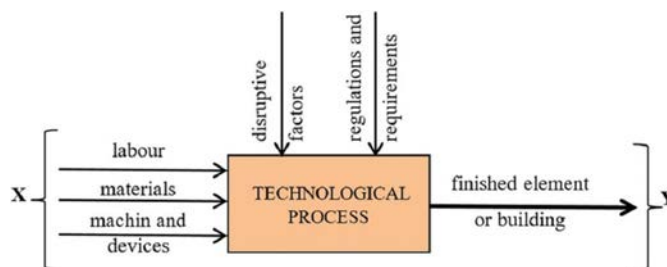 disruptive
factors
regulations and
requirements
labour
X
materials
machin and
devices
TECHNOLOGICAL
PROCESS
finished element
or building
Y